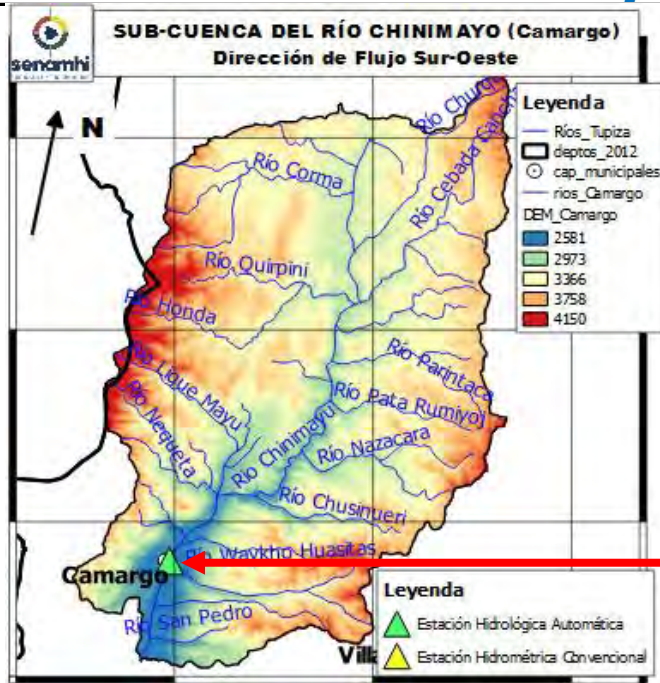 senamhi
SUB-CUENCA DEL RÍO CHINIMAYO (Camargo)
Dirección de Flujo Sur-Oeste
N
Leyenda
Ríos_Tupiza
deptos_2012
cap_municipales
rios_Camargo
DEM_Camargo
2581
2973
3366
3758
4150
Río Churqu
Río Cebada Cancha
Río Corma
Río Quirpini
Río Honda
Río Parintaca
Río Lique Mayu
Río Pata Rumiyoj
Río Nequeta
Río Chinimayu
Río Nazacara
Río Chusinueri
Río Waykho Huasitas
Camargo
Río San Pedro
Villa
Leyenda
Estación Hidrológica Automática
Estación Hidrométrica Convencional